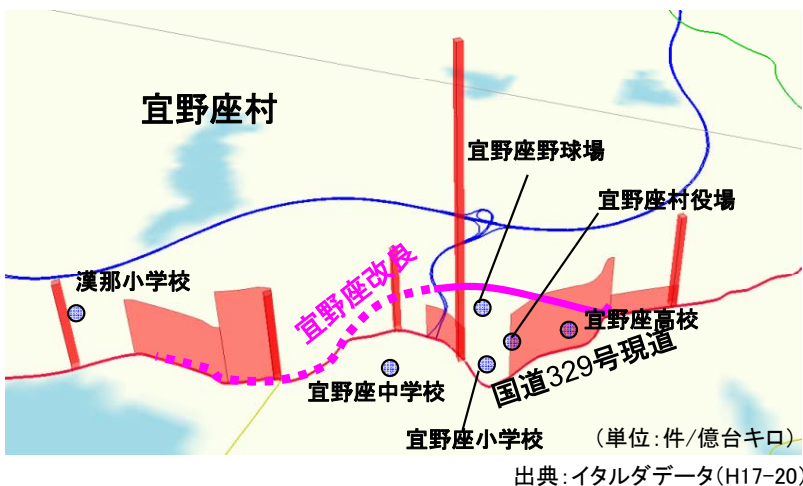 宜野座村
宜野座野球場
宜野座村役場
漢那小学校
宜野座改良
宜野座高校
国道329号現道
宜野座中学校
宜野座小学校
（単位：件/億台キロ）
出典：イタルダデータ(H17-20)